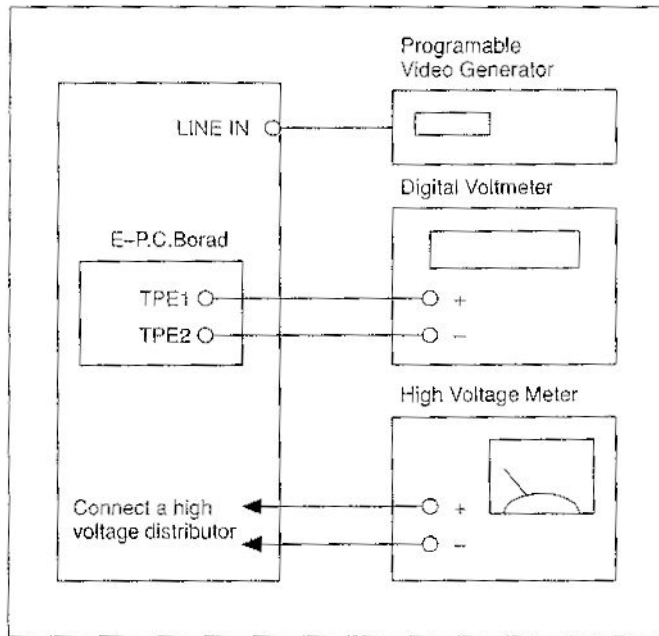 Programable
Video Generator
LINE IN
Digital Voltmeter
E-P.C.Borad
TPE1
+
TPE2
-
High Voltage Meter
Connect a high
voltage distributor
+
-